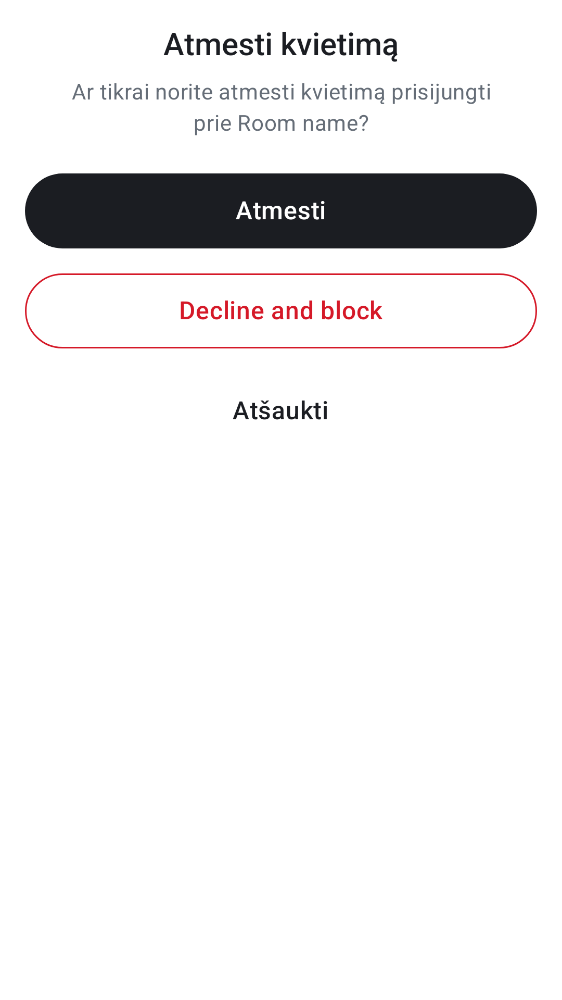 Atmesti kvietimą
Ar tikrai norite atmesti kvietimą prisijungti
prie Room name?
Atmesti
Decline and block
Atšaukti